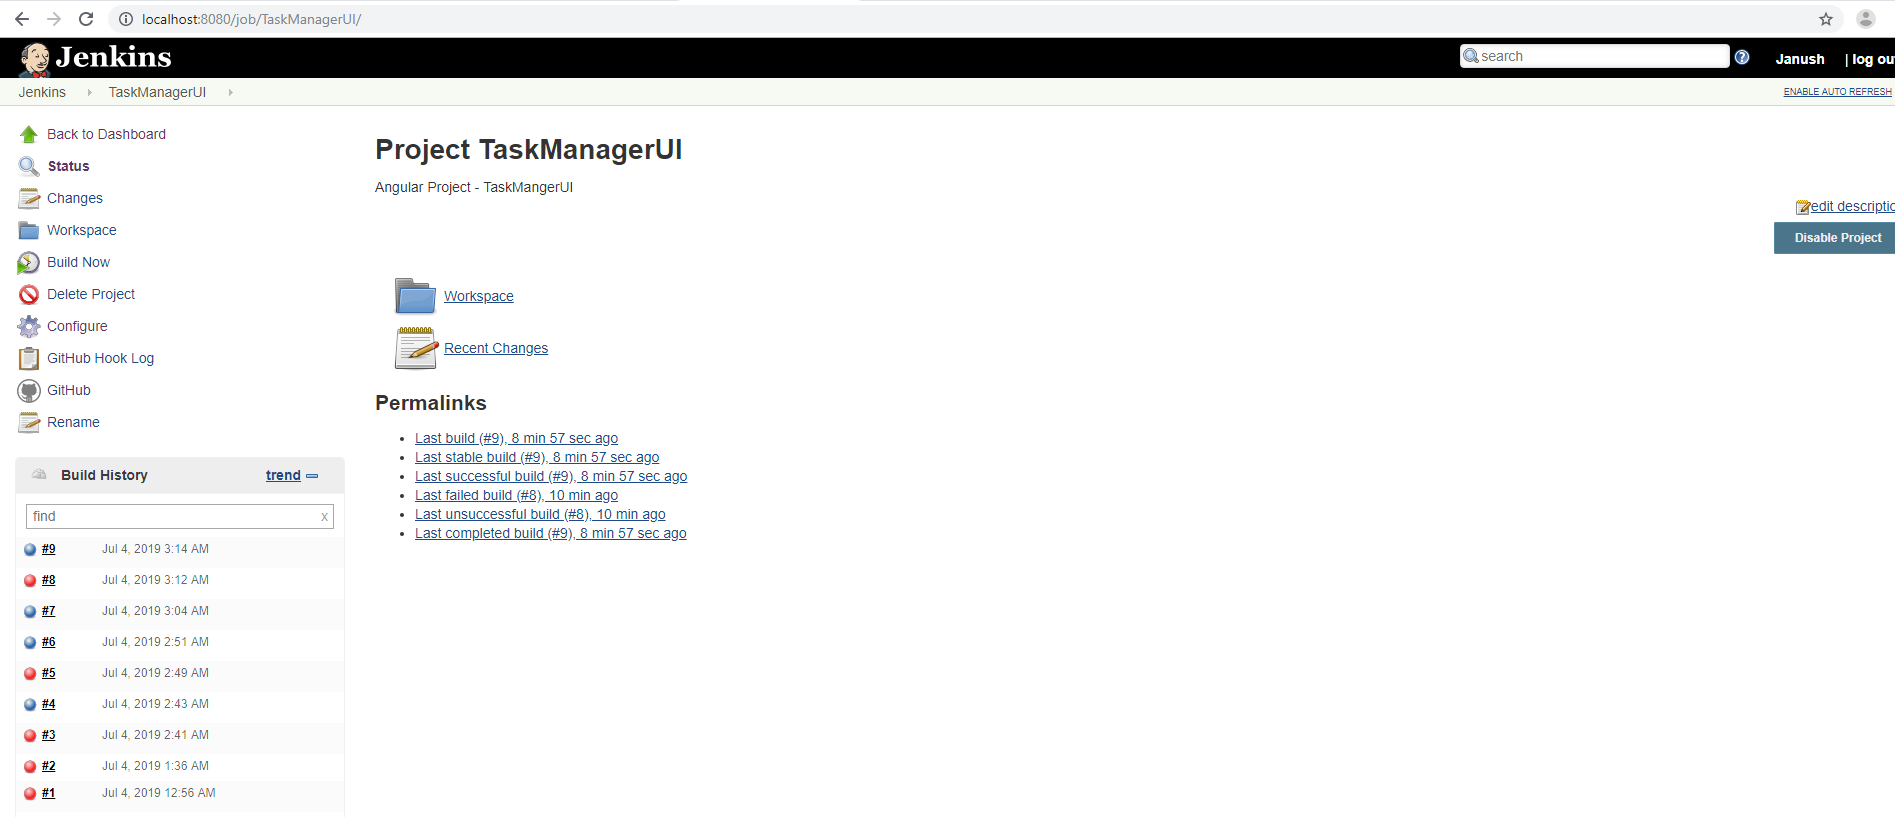 localhost:8080/job/TaskManagerUI/
Jenkins
search
?
Janush
| log ou
Jenkins
TaskManagerUI
ENABLE AUTO REFRESH
Back to Dashboard
Status
Changes
Workspace
Build Now
Delete Project
Configure
GitHub Hook Log
GitHub
Rename
Project TaskManagerUI
Angular Project - TaskMangerUI
edit descriptio
Disable Project
Workspace
Recent Changes
Permalinks
Last build (#9), 8 min 57 sec ago
Last stable build (#9), 8 min 57 sec ago
Last successful build (#9), 8 min 57 sec ago
Last failed build (#8), 10 min ago
Last unsuccessful build (#8), 10 min ago
Last completed build (#9), 8 min 57 sec ago
Build History trend
find x
#9 Jul 4, 2019 3:14 AM
#8 Jul 4, 2019 3:12 AM
#7 Jul 4, 2019 3:04 AM
#6 Jul 4, 2019 2:51 AM
#5 Jul 4, 2019 2:49 AM
#4 Jul 4, 2019 2:43 AM
#3 Jul 4, 2019 2:41 AM
#2 Jul 4, 2019 1:36 AM
#1 Jul 4, 2019 12:56 AM